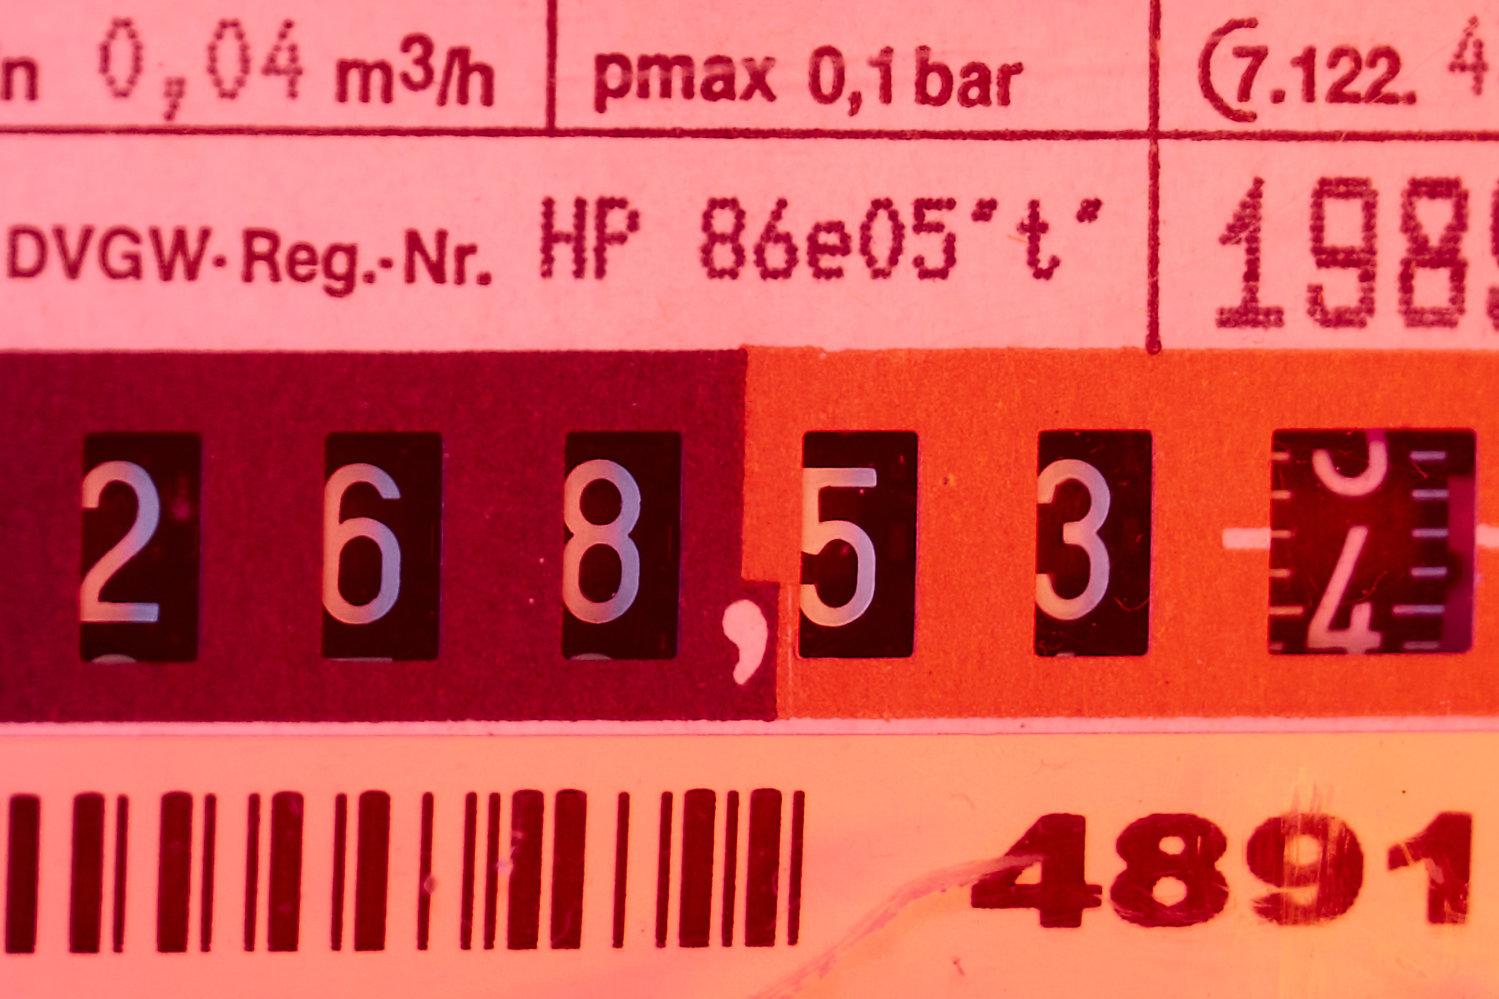 0,04 m3/h pmax 0,1 bar (7.122. 4
DVGW-Reg.-Nr. HP 86e05"t" 198
2 6 8 , 5 3 4
4891